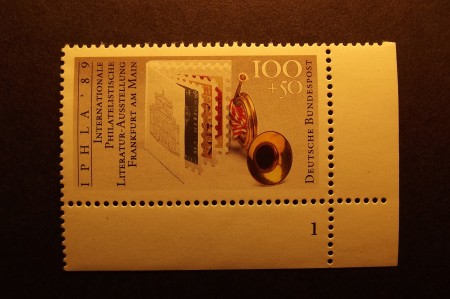 IPHLA '89
INTERNATIONALE
PHILATELISTISCHE
LITERATUR-AUSSTELLUNG
FRANKFURT AM MAIN
100
+50
DEUTSCHE BUNDESPOST
1